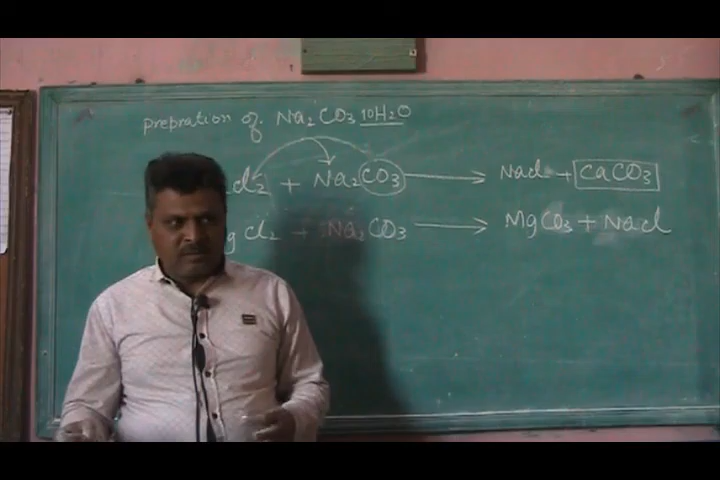 prepration of Na₂CO₃ 10H₂O
cl₂ + Na₂CO₃ → Nacl + CaCO₃
g cl₂ + Na₂CO₃ → MgCO₃ + Nacl